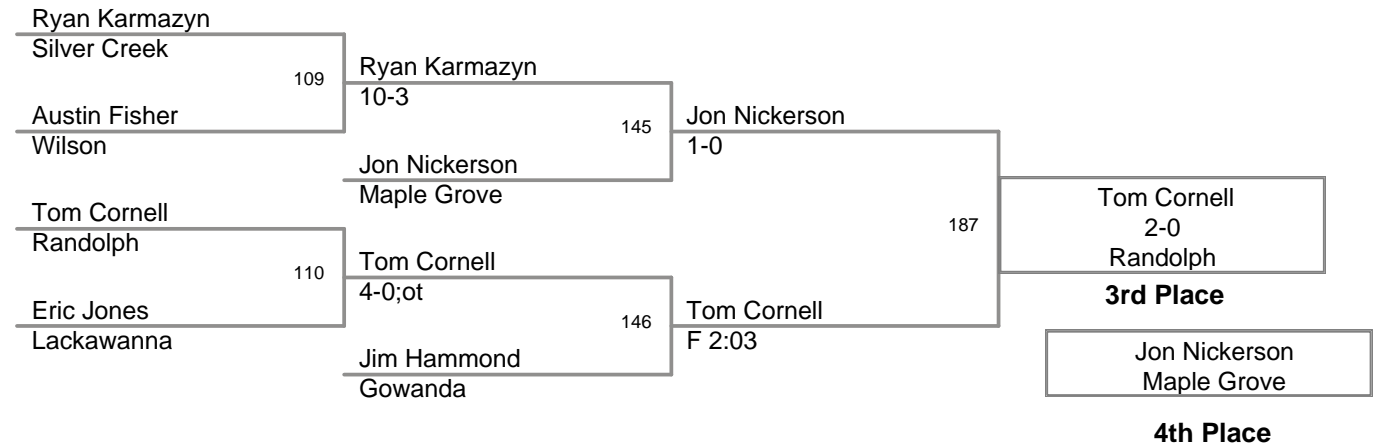 Ryan Karmazyn
Silver Creek
109
Austin Fisher
Wilson
Ryan Karmazyn
10-3
145
Jon Nickerson
Maple Grove
Jon Nickerson
1-0
Tom Cornell
Randolph
110
Eric Jones
Lackawanna
Tom Cornell
4-0;ot
146
Jim Hammond
Gowanda
Tom Cornell
F 2:03
187
Tom Cornell
2-0
Randolph
3rd Place
Jon Nickerson
Maple Grove
4th Place